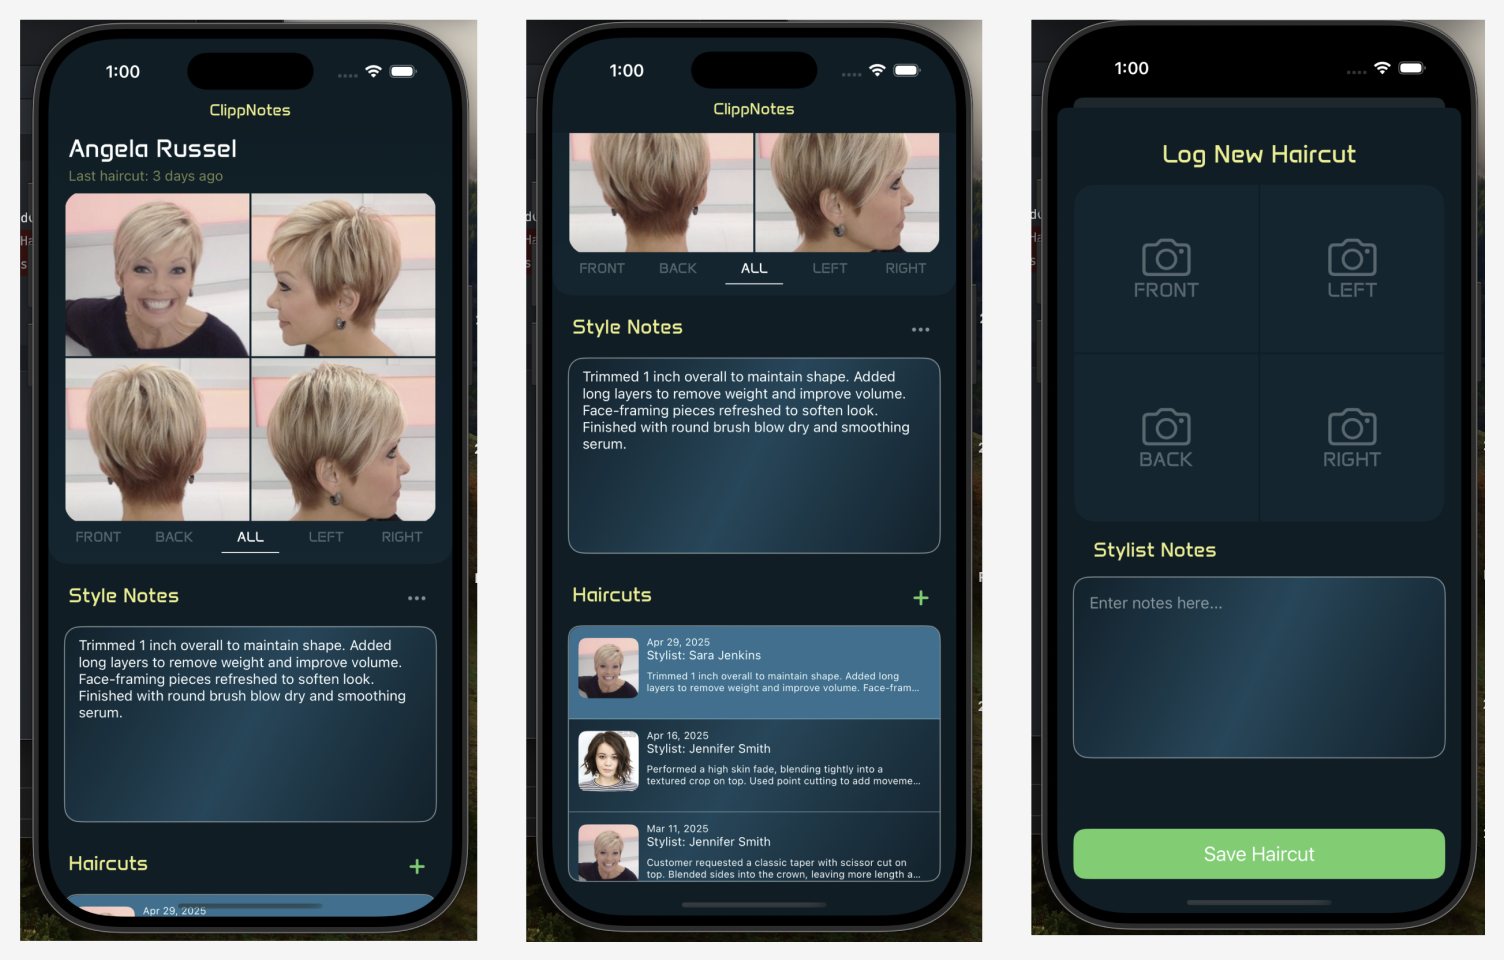 1:00
ClippNotes
Angela Russel
Last haircut: 3 days ago
FRONT BACK ALL LEFT RIGHT
Style Notes
Trimmed 1 inch overall to maintain shape. Added
long layers to remove weight and improve volume.
Face-framing pieces refreshed to soften look.
Finished with round brush blow dry and smoothing
serum.
Haircuts
Apr 29, 2025
1:00
ClippNotes
FRONT BACK ALL LEFT RIGHT
Style Notes
Trimmed 1 inch overall to maintain shape. Added
long layers to remove weight and improve volume.
Face-framing pieces refreshed to soften look.
Finished with round brush blow dry and smoothing
serum.
Haircuts
Apr 29, 2025
Stylist: Sara Jenkins
Trimmed 1 inch overall to maintain shape. Added long
layers to remove weight and improve volume. Face-fram...
Apr 16, 2025
Stylist: Jennifer Smith
Performed a high skin fade, blending tightly into a
textured crop on top. Used point cutting to add moveme...
Mar 11, 2025
Stylist: Jennifer Smith
Customer requested a classic taper with scissor cut on
top. Blended sides into the crown, leaving more length a...
1:00
Log New Haircut
FRONT LEFT
BACK RIGHT
Stylist Notes
Enter notes here...
Save Haircut